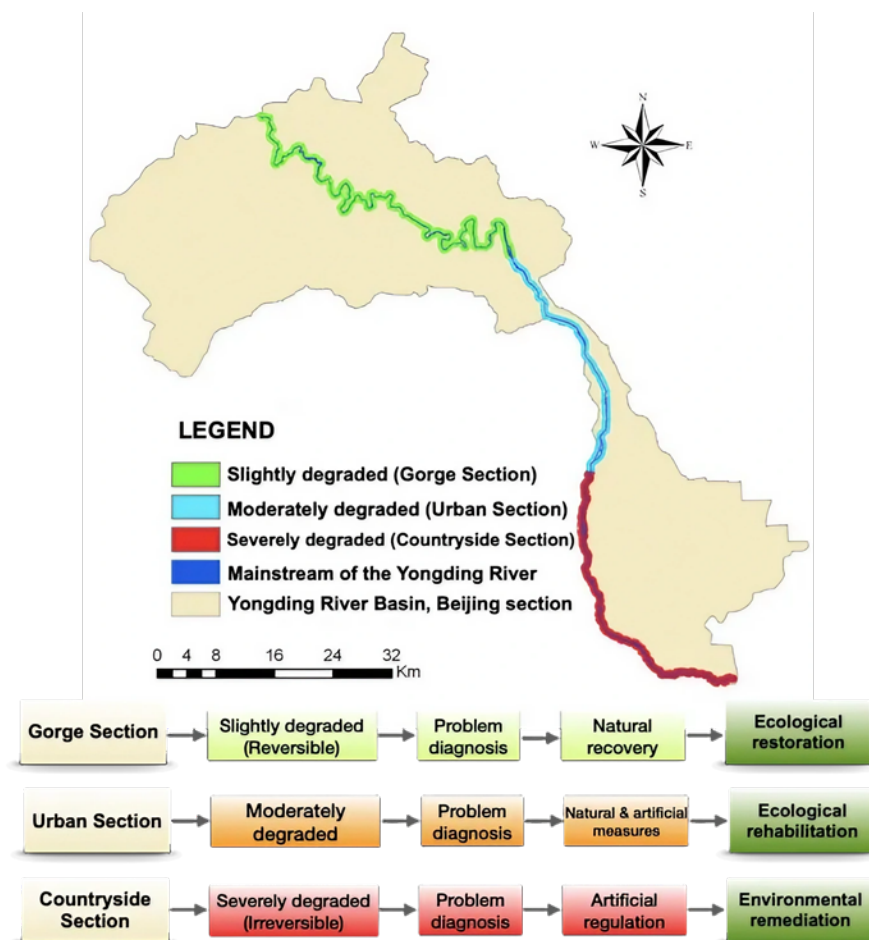 N
W
E
S
LEGEND
Slightly degraded (Gorge Section)
Moderately degraded (Urban Section)
Severely degraded (Countryside Section)
Mainstream of the Yongding River
Yongding River Basin, Beijing section
0 4 8 16 24 32
Km
Gorge Section
Slightly degraded
(Reversible)
Problem
diagnosis
Natural
recovery
Ecological
restoration
Urban Section
Moderately
degraded
Problem
diagnosis
Natural & artificial
measures
Ecological
rehabilitation
Countryside
Section
Severely degraded
(Irreversible)
Problem
diagnosis
Artificial
regulation
Environmental
remediation